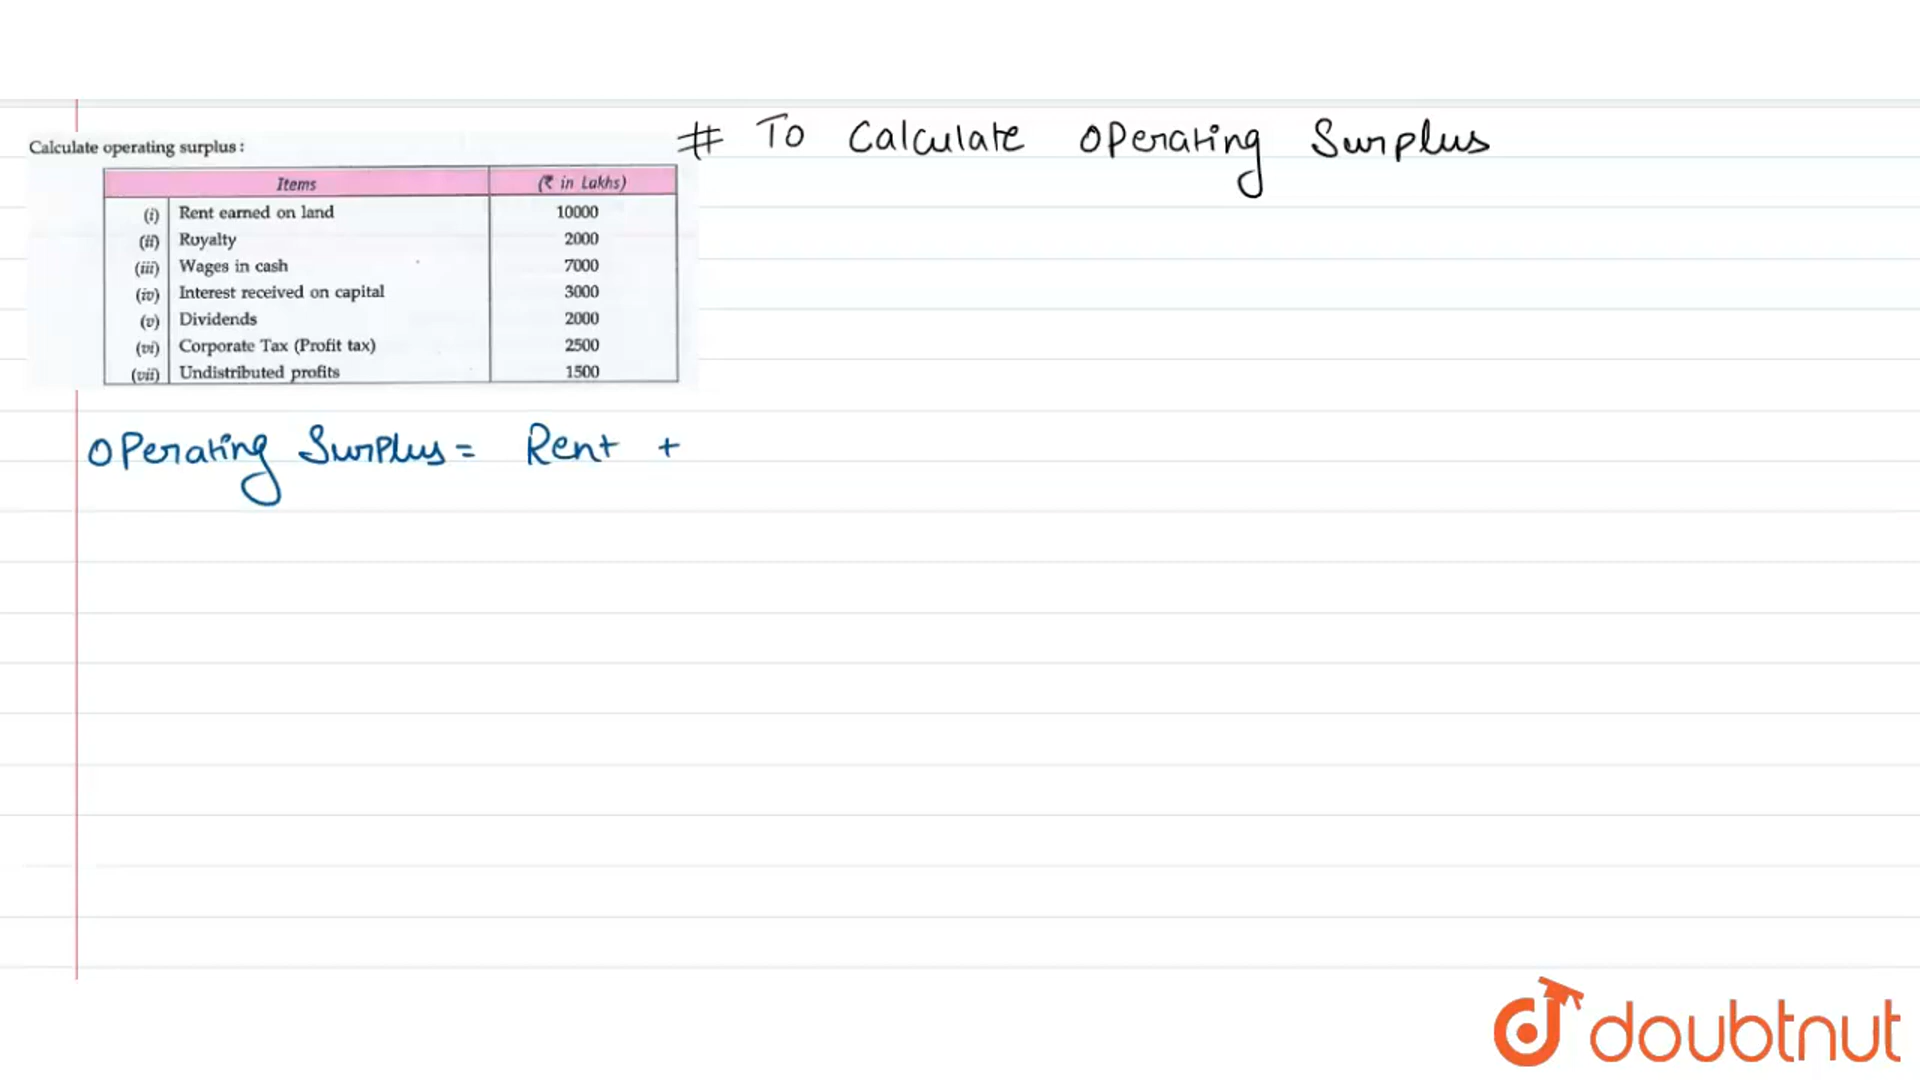 # To Calculate Operating Surplus
Calculate operating surplus:
Items (₹ in Lakhs)
(i) Rent earned on land 10000
(ii) Royalty 2000
(iii) Wages in cash 7000
(iv) Interest received on capital 3000
(v) Dividends 2000
(vi) Corporate Tax (Profit tax) 2500
(vii) Undistributed profits 1500
Operating Surplus = Rent +
doubtnut